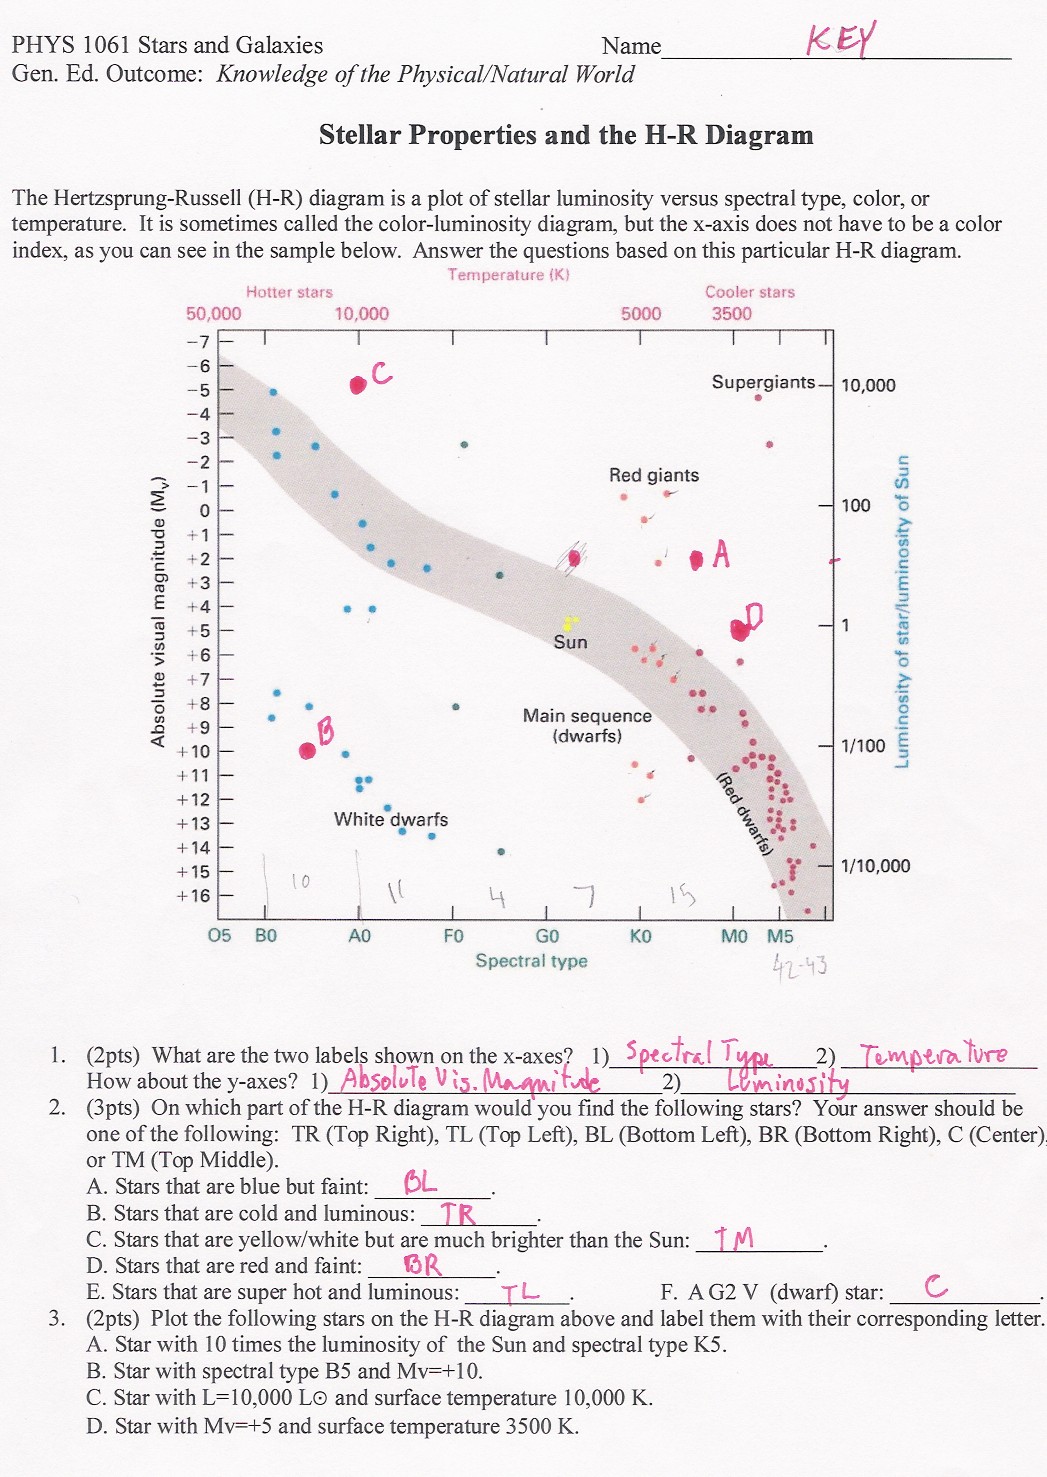 PHYS 1061 Stars and Galaxies Name KEY
Gen. Ed. Outcome: Knowledge of the Physical/Natural World
Stellar Properties and the H-R Diagram
The Hertzsprung-Russell (H-R) diagram is a plot of stellar luminosity versus spectral type, color, or
temperature. It is sometimes called the color-luminosity diagram, but the x-axis does not have to be a color
index, as you can see in the sample below. Answer the questions based on this particular H-R diagram.
Temperature (K)
Hotter stars Cooler stars
50,000 10,000 5000 3500
−7
−6
C
Supergiants 10,000
−5
−4
−3
−2
Red giants
−1
100
0
+1
+2 A
+3
+4 D
+5 1
Sun
+6
+7
+8
Main sequence
(dwarfs)
+9 B
+10 1/100
+11
+12
White dwarfs
(Red dwarfs)
+13
+14
+15 1/10,000
+16
Absolute visual magnitude (Mv)
Luminosity of star/luminosity of Sun
10 11 4 7 15
O5 B0 A0 F0 G0 K0 M0 M5
Spectral type
42-43
1. (2pts) What are the two labels shown on the x-axes? 1) Spectral Type 2) Temperature
How about the y-axes? 1) Absolute Vis. Magnitude 2) Luminosity
2. (3pts) On which part of the H-R diagram would you find the following stars? Your answer should be
one of the following: TR (Top Right), TL (Top Left), BL (Bottom Left), BR (Bottom Right), C (Center),
or TM (Top Middle).
A. Stars that are blue but faint: BL.
B. Stars that are cold and luminous: TR.
C. Stars that are yellow/white but are much brighter than the Sun: TM.
D. Stars that are red and faint: BR.
E. Stars that are super hot and luminous: TL. F. A G2 V (dwarf) star: C.
3. (2pts) Plot the following stars on the H-R diagram above and label them with their corresponding letter.
A. Star with 10 times the luminosity of the Sun and spectral type K5.
B. Star with spectral type B5 and Mv=+10.
C. Star with L=10,000 L⊙ and surface temperature 10,000 K.
D. Star with Mv=+5 and surface temperature 3500 K.